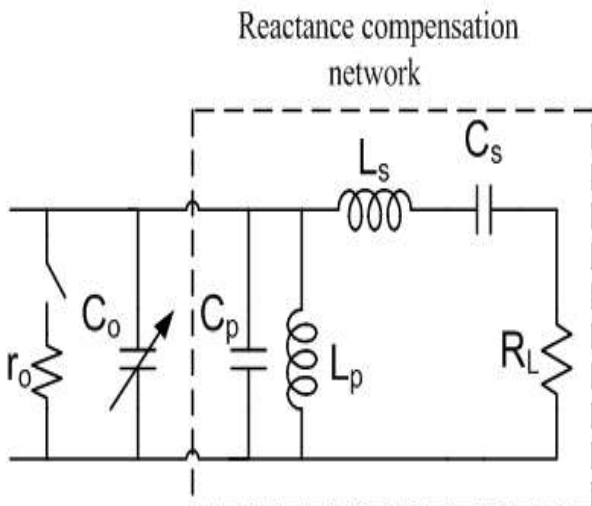 Reactance compensation
network
Ls
Cs
Co
Cp
ro
Lp
RL